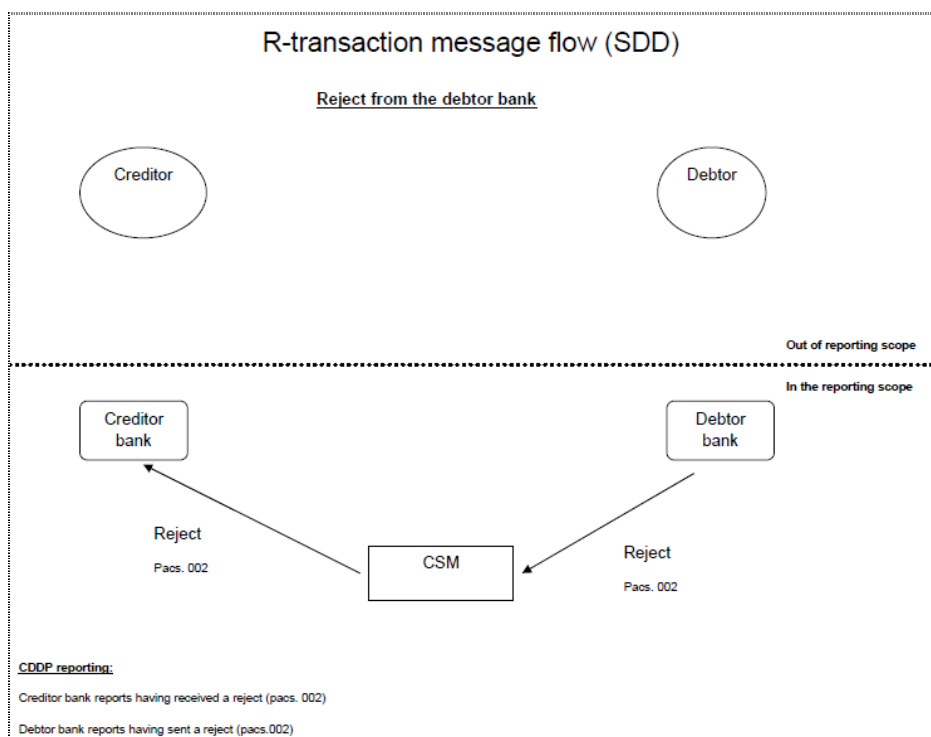 R-transaction message flow (SDD)
Reject from the debtor bank
Creditor
Debtor
Out of reporting scope
In the reporting scope
Creditor
bank
Debtor
bank
Reject
Pacs. 002
CSM
Reject
Pacs. 002
CDDP reporting:
Creditor bank reports having received a reject (pacs. 002)
Debtor bank reports having sent a reject (pacs.002)